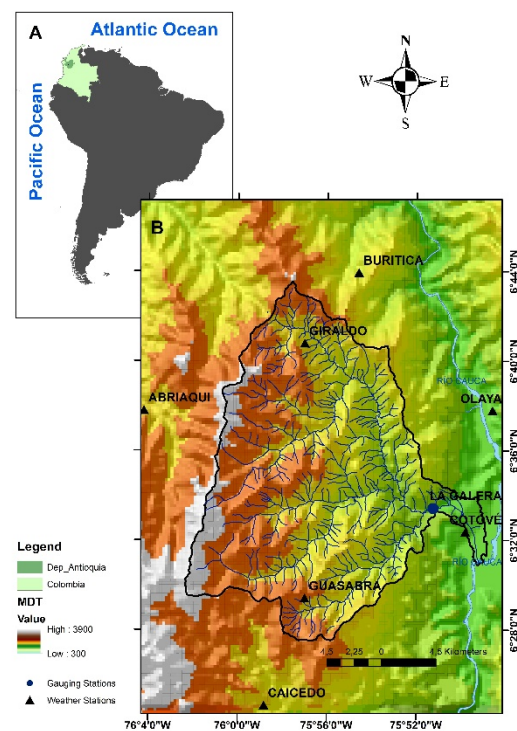 A
Atlantic Ocean
Pacific Ocean
N
W
E
S
B
BURITICA
GIRALDO
RIO CAUCA
ABRIAQUI
OLAYA
LA GALERA
COTOVE
RIO CAUCA
GUASABRA
4,5 2,25 0 4,5 Kilometers
CAICEDO
6°44'0"N
6°40'0"N
6°36'0"N
6°32'0"N
6°28'0"N
76°4'0"W 76°0'0"W 75°56'0"W 75°52'0"W
Legend
Dep_Antioquia
Colombia
MDT
Value
High : 3900
Low : 300
Gauging Stations
Weather Stations